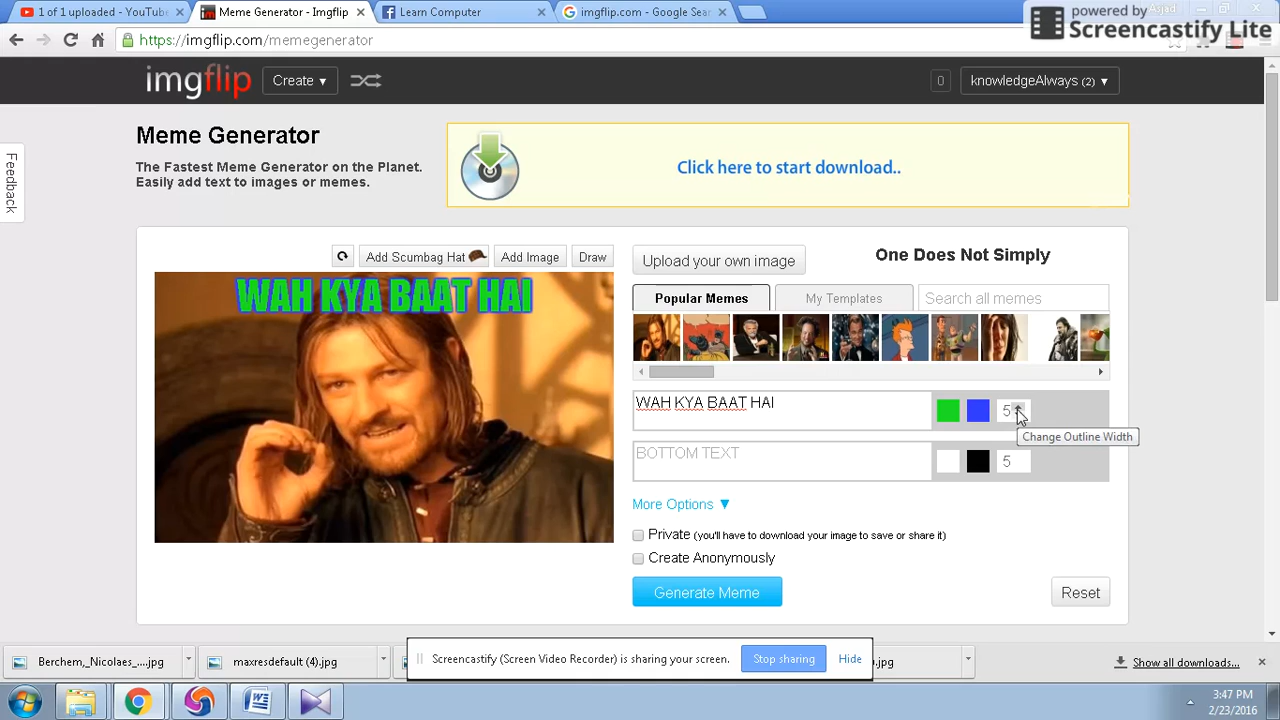 1 of 1 uploaded - YouTube
Meme Generator - Imgflip
Learn Computer
imgflip.com - Google Sea
powered by
Screencastify Lite
https://imgflip.com/memegenerator
imgflip
Create ▾
0
knowledgeAlways (2) ▾
Feedback
Meme Generator
The Fastest Meme Generator on the Planet.
Easily add text to images or memes.
Click here to start download..
Add Scumbag Hat
Add Image
Draw
Upload your own image
One Does Not Simply
Popular Memes
My Templates
Search all memes
WAH KYA BAAT HAI
WAH KYA BAAT HAI
5
Change Outline Width
BOTTOM TEXT
5
More Options ▼
Private (you'll have to download your image to save or share it)
Create Anonymously
Generate Meme
Reset
Berchem,_Nicolaes_....jpg
maxresdefault (4).jpg
Screencastify (Screen Video Recorder) is sharing your screen.
Stop sharing
Hide
Show all downloads...
3:47 PM
2/23/2016